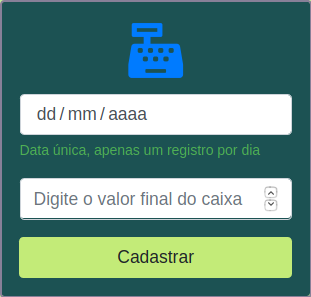 dd/mm/aaaa
Data única, apenas um registro por dia
Digite o valor final do caixa
Cadastrar